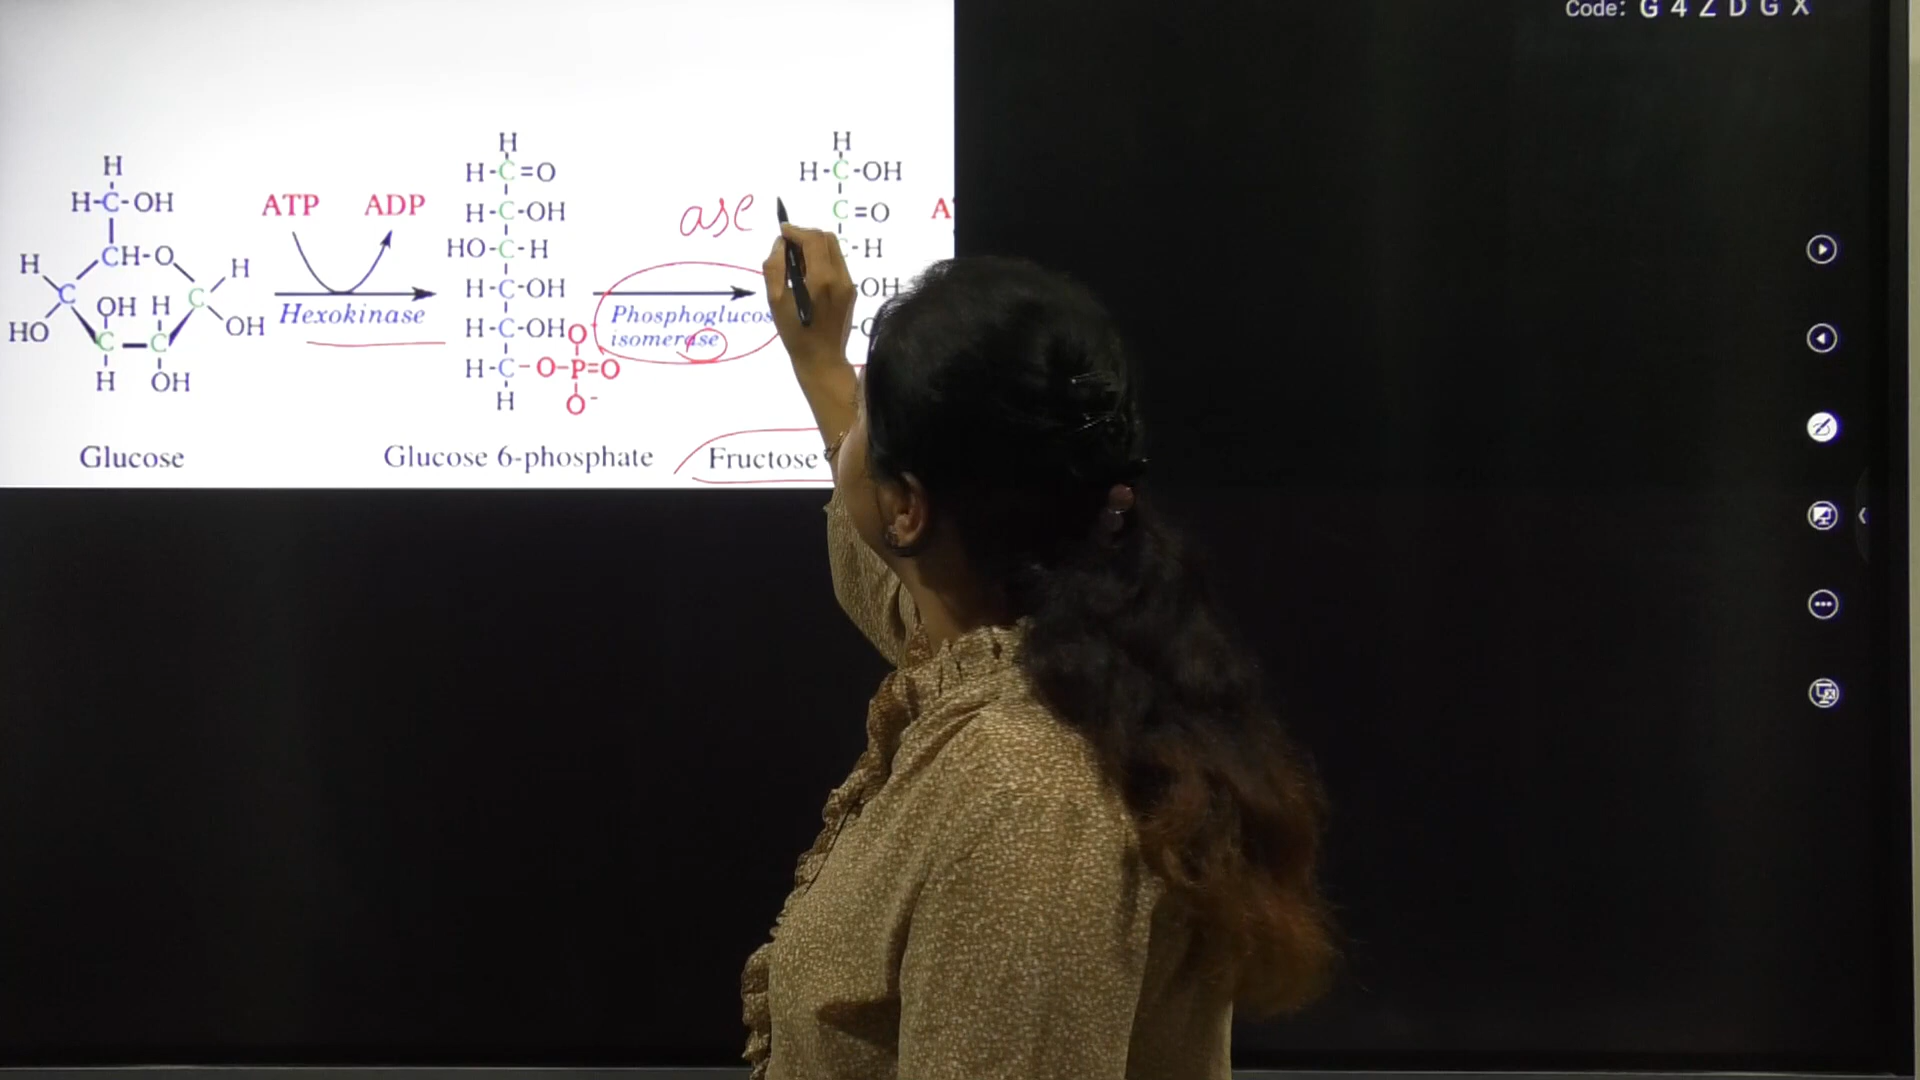 Code: G 4 Z D G X
H
H-C=O
H-C-OH
HO-C-H
H-C-OH
H-C-OH
H-C-O-P=O
O
O-
H
H
H-C-OH
C=O
-H
-OH
H
H-C-OH
CH-O
H
H
C
C
OH H
HO
OH
C-C
H
OH
ATP ADP
Hexokinase
ase
Phosphoglucos
isomerase
Glucose
Glucose 6-phosphate
Fructose